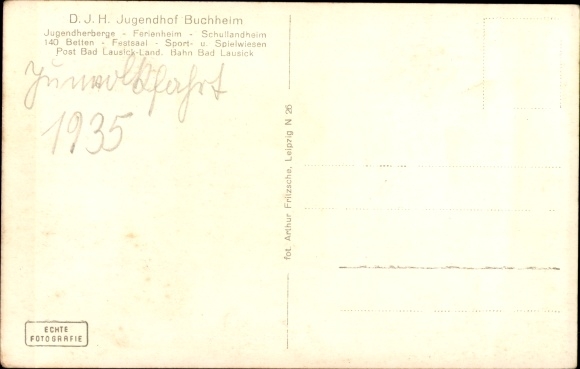 D.J.H. Jugendhof Buchheim
Jugendherberge - Ferienheim - Schullandheim
140 Betten - Festsaal - Sport- u. Spielwiesen
Post Bad Lausick-Land. Bahn Bad Lausick
1935
fot. Arthur Fritzsche, Leipzig N 26
ECHTE
FOTOGRAFIE